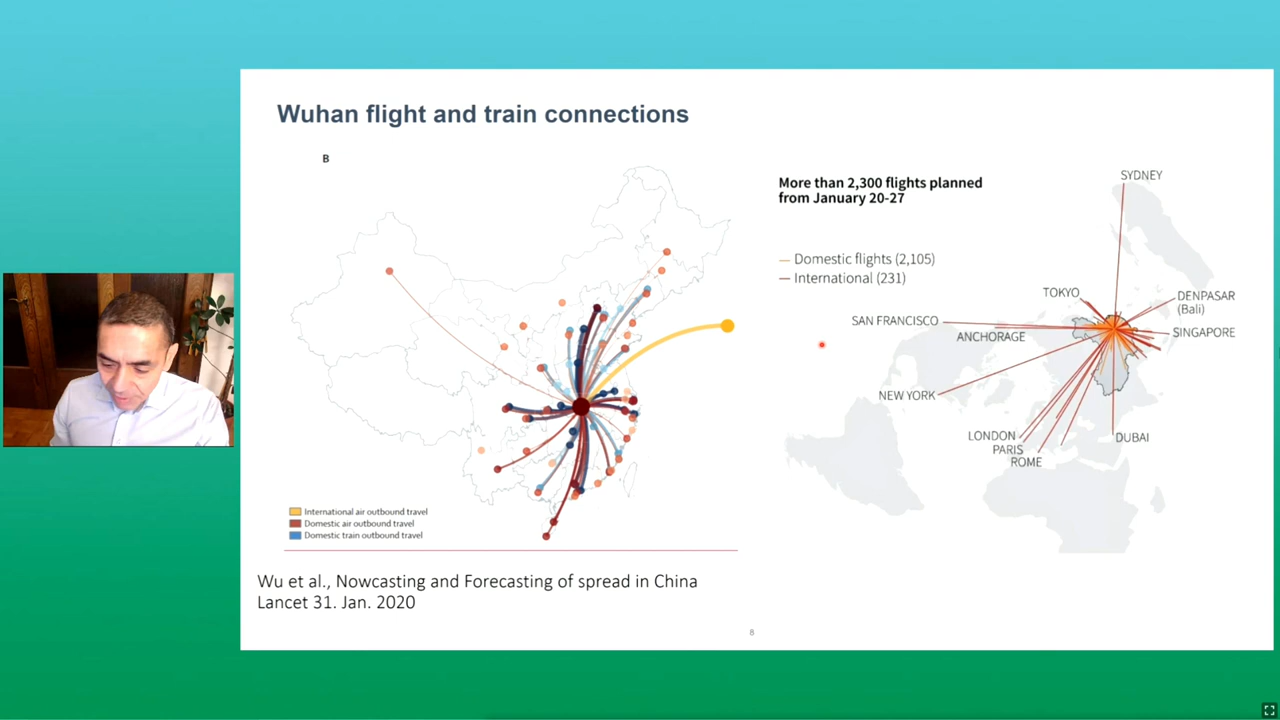 Wuhan flight and train connections
B
International air outbound travel
Domestic air outbound travel
Domestic train outbound travel
More than 2,300 flights planned
from January 20-27
Domestic flights (2,105)
International (231)
SYDNEY
TOKYO
DENPASAR
(Bali)
SAN FRANCISCO
SINGAPORE
ANCHORAGE
NEW YORK
LONDON
DUBAI
PARIS
ROME
Wu et al., Nowcasting and Forecasting of spread in China
Lancet 31. Jan. 2020
8